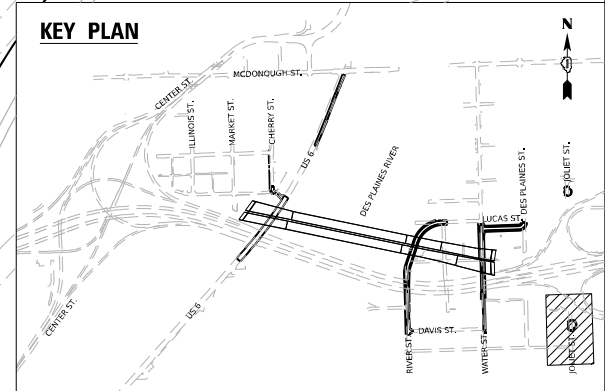 KEY PLAN
N
MCDONOUGH ST.
CENTER ST.
ILLINOIS ST.
MARKET ST.
CHERRY ST.
US 6
DES PLAINES RIVER
JOLIET ST.
DES PLAINES ST.
LUCAS ST.
CENTER ST.
US 6
DAVIS ST.
RIVER ST.
WATER ST.
JOLIET ST.